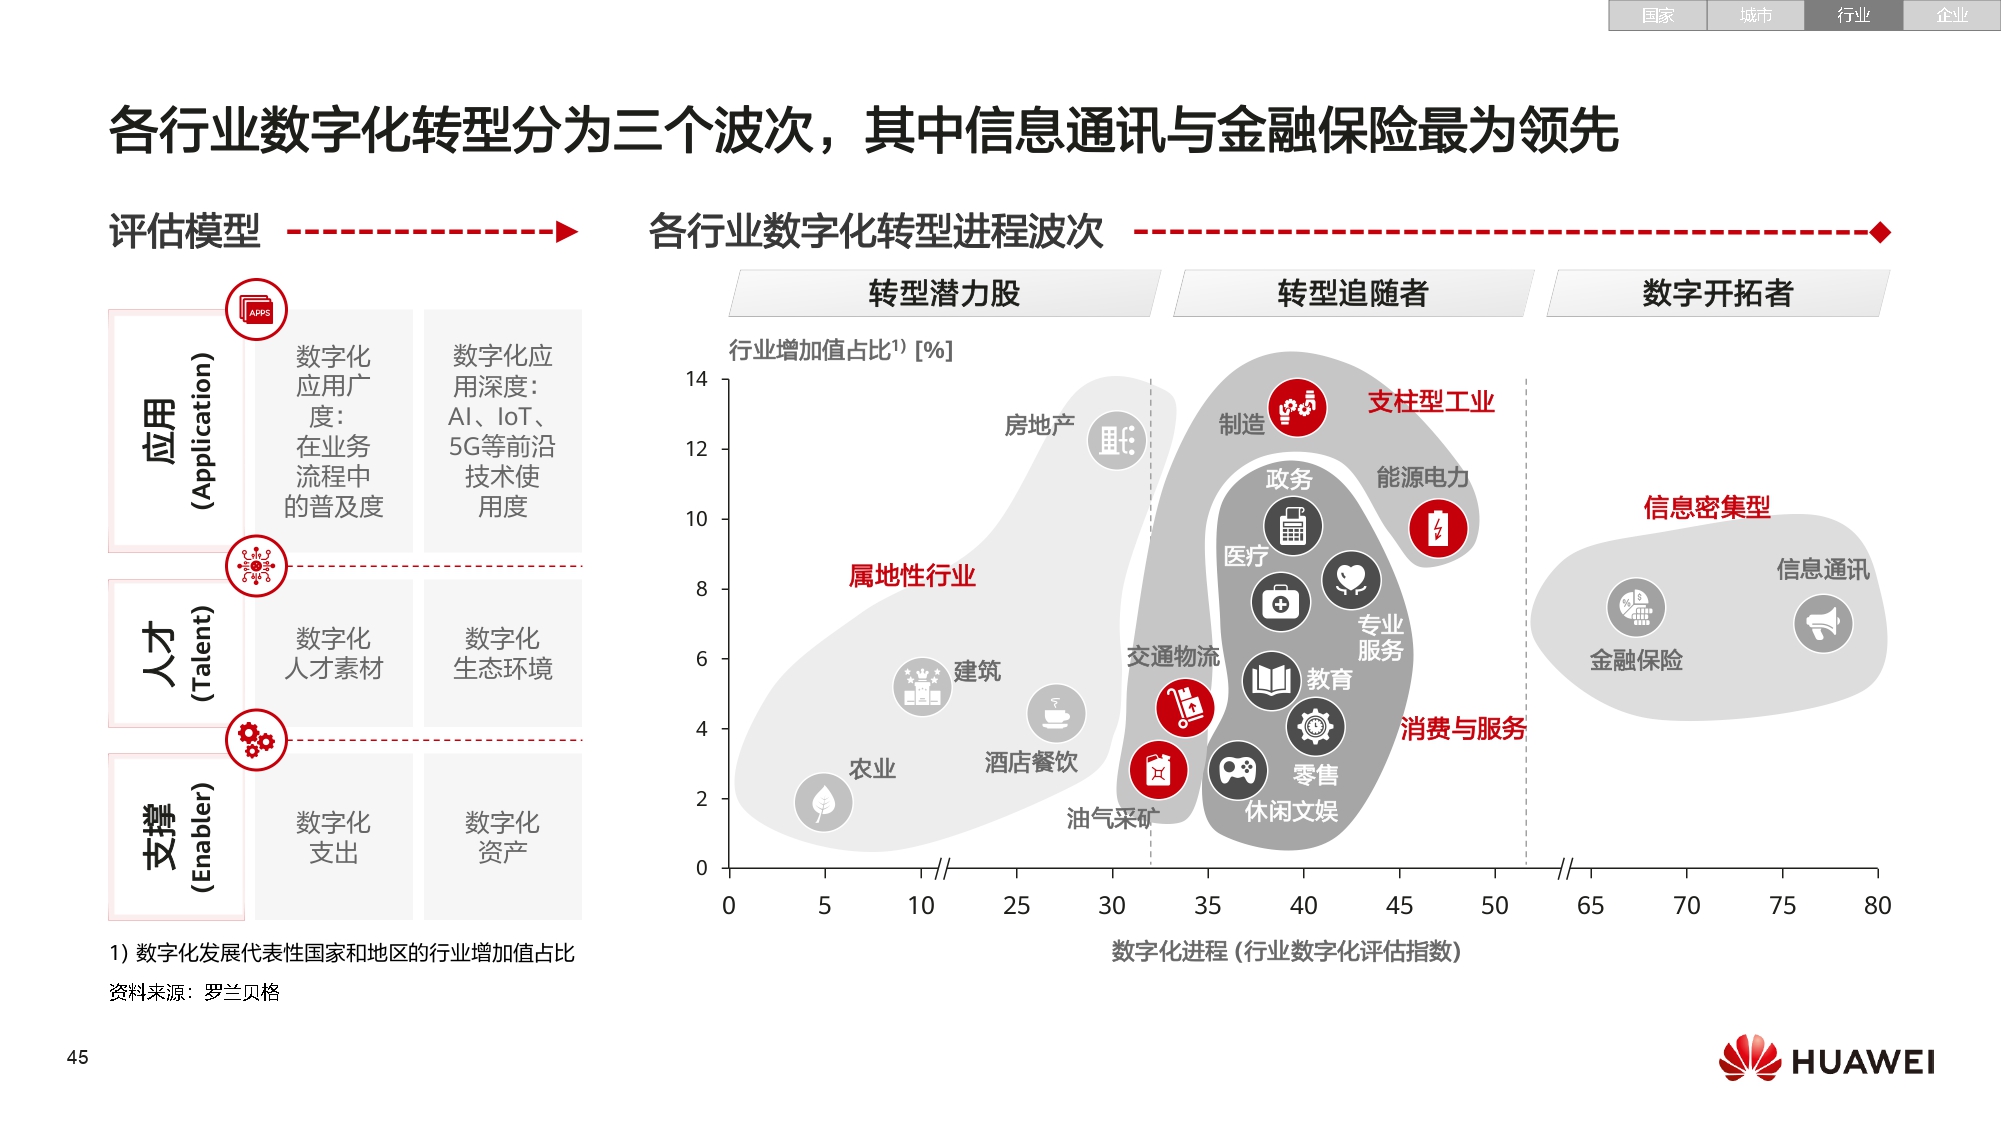 国家 城市 行业 企业
各行业数字化转型分为三个波次，其中信息通讯与金融保险最为领先
评估模型
APPS
应用
(Application)
数字化
应用广
度：
在业务
流程中
的普及度
数字化应
用深度：
AI、IoT、
5G等前沿
技术使
用度
人才
(Talent)
数字化
人才素材
数字化
生态环境
支撑
(Enabler)
数字化
支出
数字化
资产
1) 数字化发展代表性国家和地区的行业增加值占比
资料来源：罗兰贝格
各行业数字化转型进程波次
转型潜力股 转型追随者 数字开拓者
行业增加值占比1) [%]
14
12
10
8
6
4
2
0
房地产
制造
支柱型工业
政务
能源电力
信息密集型
医疗
信息通讯
属地性行业
专业
服务
交通物流
金融保险
建筑
教育
消费与服务
酒店餐饮
农业
零售
休闲文娱
油气采矿
0 5 10 25 30 35 40 45 50 65 70 75 80
数字化进程 (行业数字化评估指数)
45
HUAWEI